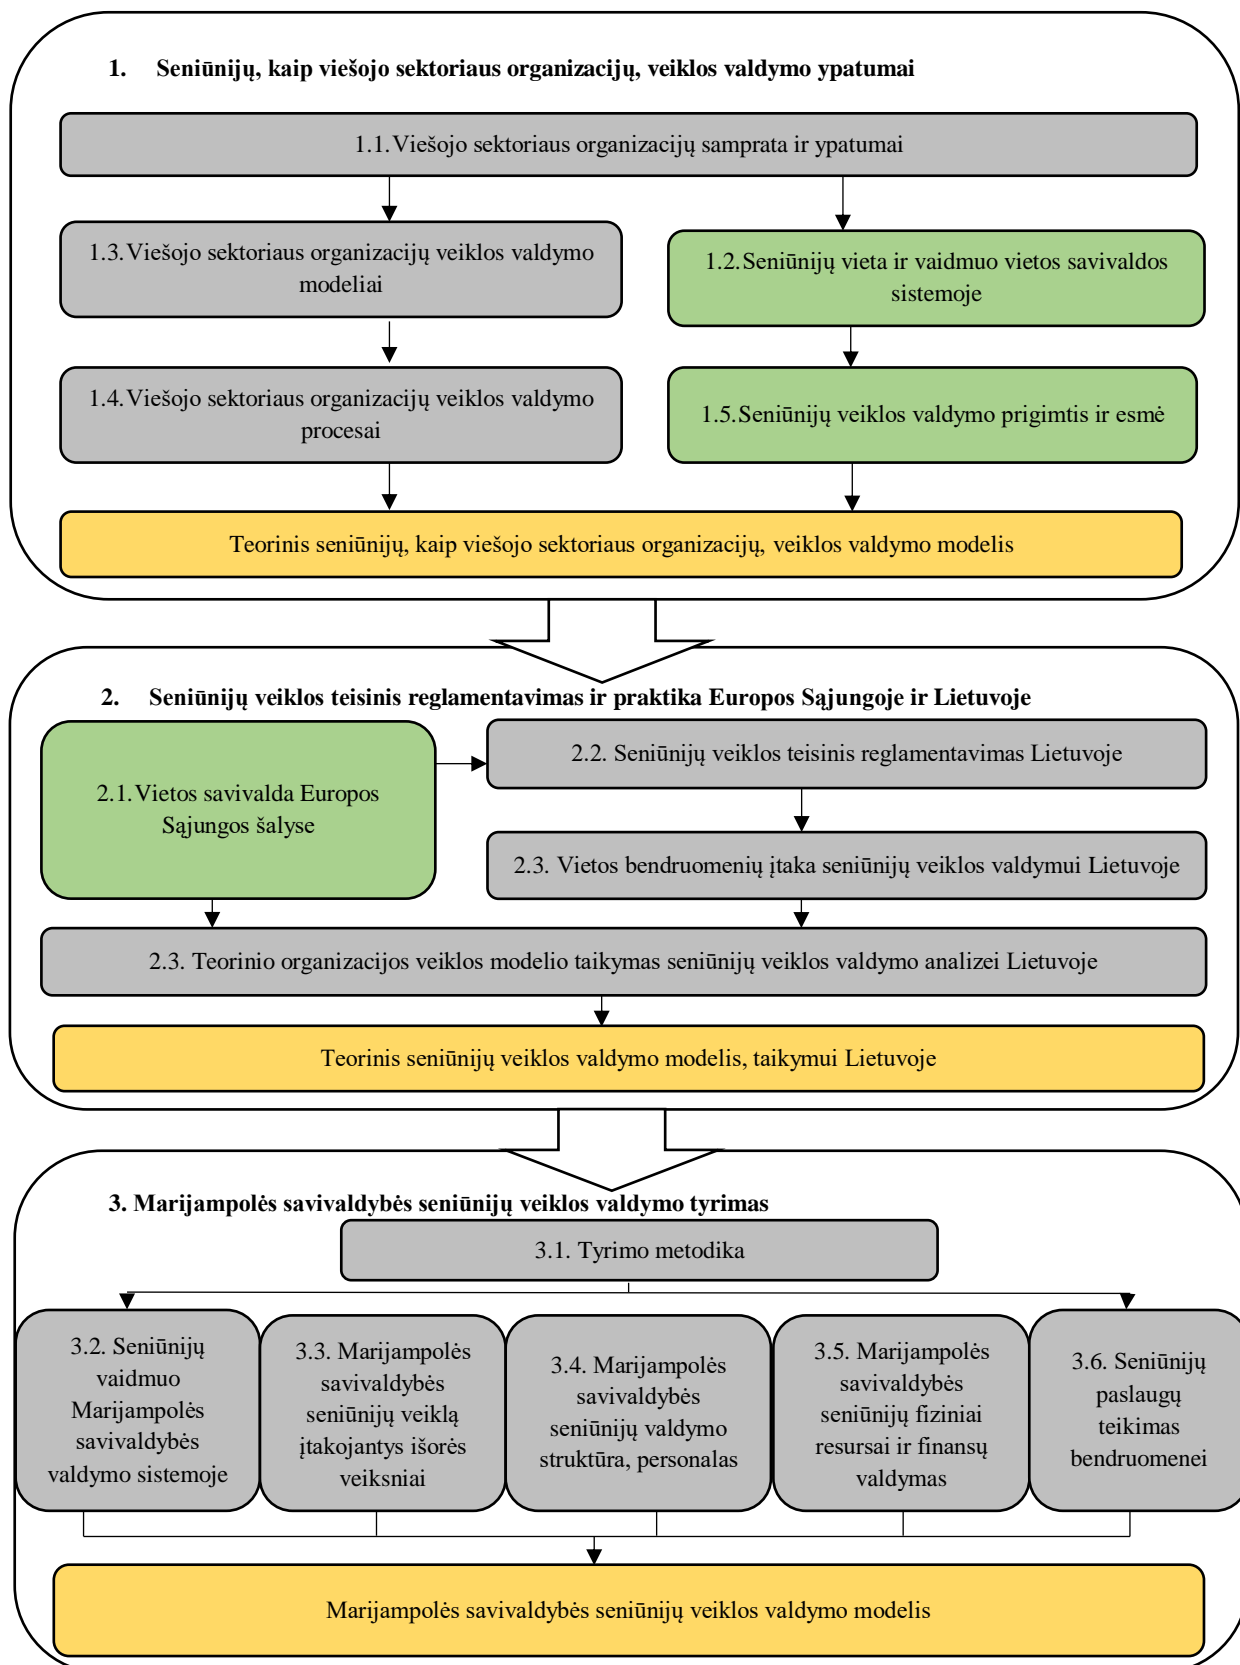 1. Seniūnijų, kaip viešojo sektoriaus organizacijų, veiklos valdymo ypatumai
1.1.Viešojo sektoriaus organizacijų samprata ir ypatumai
1.3.Viešojo sektoriaus organizacijų veiklos valdymo
modeliai
1.2.Seniūnijų vieta ir vaidmuo vietos savivaldos
sistemoje
1.4.Viešojo sektoriaus organizacijų veiklos valdymo
procesai
1.5.Seniūnijų veiklos valdymo prigimtis ir esmė
Teorinis seniūnijų, kaip viešojo sektoriaus organizacijų, veiklos valdymo modelis
2. Seniūnijų veiklos teisinis reglamentavimas ir praktika Europos Sąjungoje ir Lietuvoje
2.1.Vietos savivalda Europos
Sąjungos šalyse
2.2. Seniūnijų veiklos teisinis reglamentavimas Lietuvoje
2.3. Vietos bendruomenių įtaka seniūnijų veiklos valdymui Lietuvoje
2.3. Teorinio organizacijos veiklos modelio taikymas seniūnijų veiklos valdymo analizei Lietuvoje
Teorinis seniūnijų veiklos valdymo modelis, taikymui Lietuvoje
3. Marijampolės savivaldybės seniūnijų veiklos valdymo tyrimas
3.1. Tyrimo metodika
3.2. Seniūnijų
vaidmuo
Marijampolės
savivaldybės
valdymo sistemoje
3.3. Marijampolės
savivaldybės
seniūnijų veiklą
įtakojantys išorės
veiksniai
3.4. Marijampolės
savivaldybės
seniūnijų valdymo
struktūra, personalas
3.5. Marijampolės
savivaldybės
seniūnijų fiziniai
resursai ir finansų
valdymas
3.6. Seniūnijų
paslaugų
teikimas
bendruomenei
Marijampolės savivaldybės seniūnijų veiklos valdymo modelis